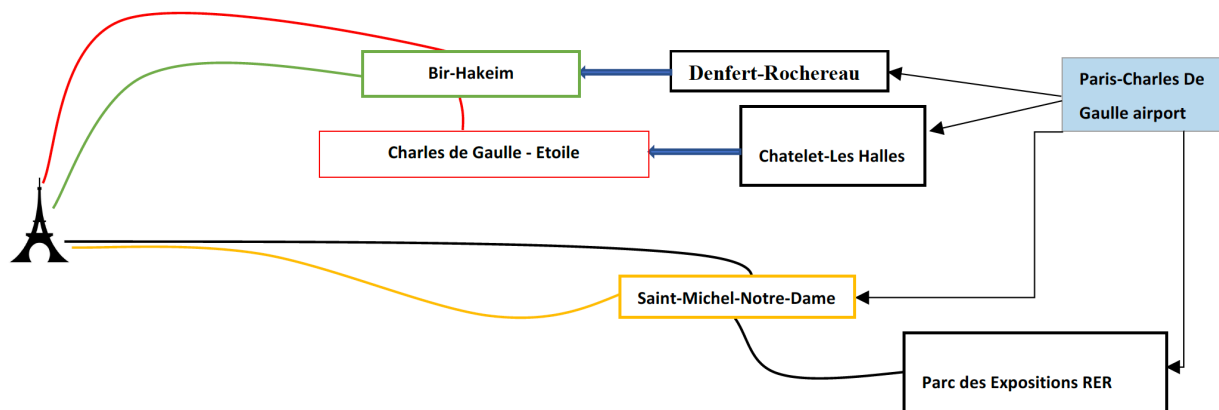 Bir-Hakeim
Denfert-Rochereau
Paris-Charles De
Gaulle airport
Charles de Gaulle - Etoile
Chatelet-Les Halles
Saint-Michel-Notre-Dame
Parc des Expositions RER